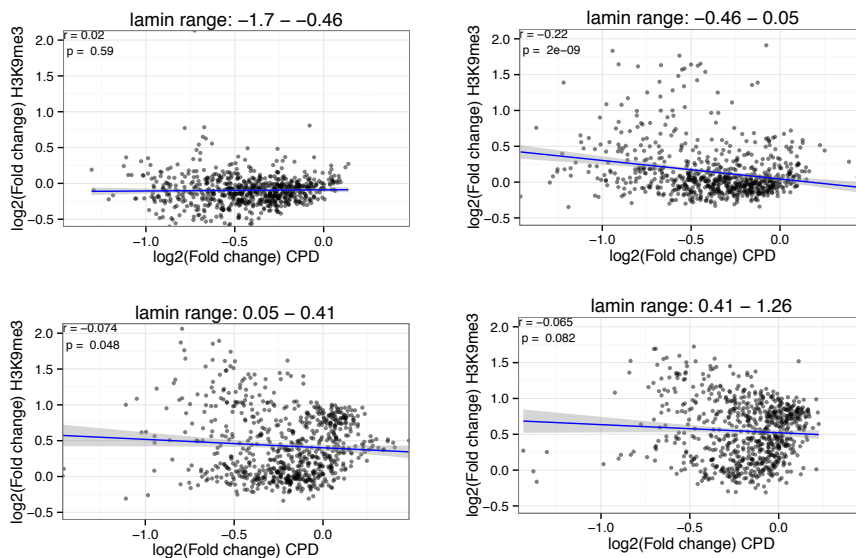 lamin range: −1.7 − −0.46
r = 0.02
p = 0.59
2.0
1.5
1.0
0.5
0.0
−0.5
log2(Fold change) H3K9me3
−1.0
−0.5
0.0
log2(Fold change) CPD
lamin range: −0.46 − 0.05
r = −0.22
p = 2e−09
2.0
1.5
1.0
0.5
0.0
−0.5
log2(Fold change) H3K9me3
−1.0
−0.5
0.0
log2(Fold change) CPD
lamin range: 0.05 − 0.41
r = −0.074
p = 0.048
2.0
1.5
1.0
0.5
0.0
−0.5
log2(Fold change) H3K9me3
−1.0
−0.5
0.0
log2(Fold change) CPD
lamin range: 0.41 − 1.26
r = −0.065
p = 0.082
2.0
1.5
1.0
0.5
0.0
−0.5
log2(Fold change) H3K9me3
−1.0
−0.5
0.0
log2(Fold change) CPD